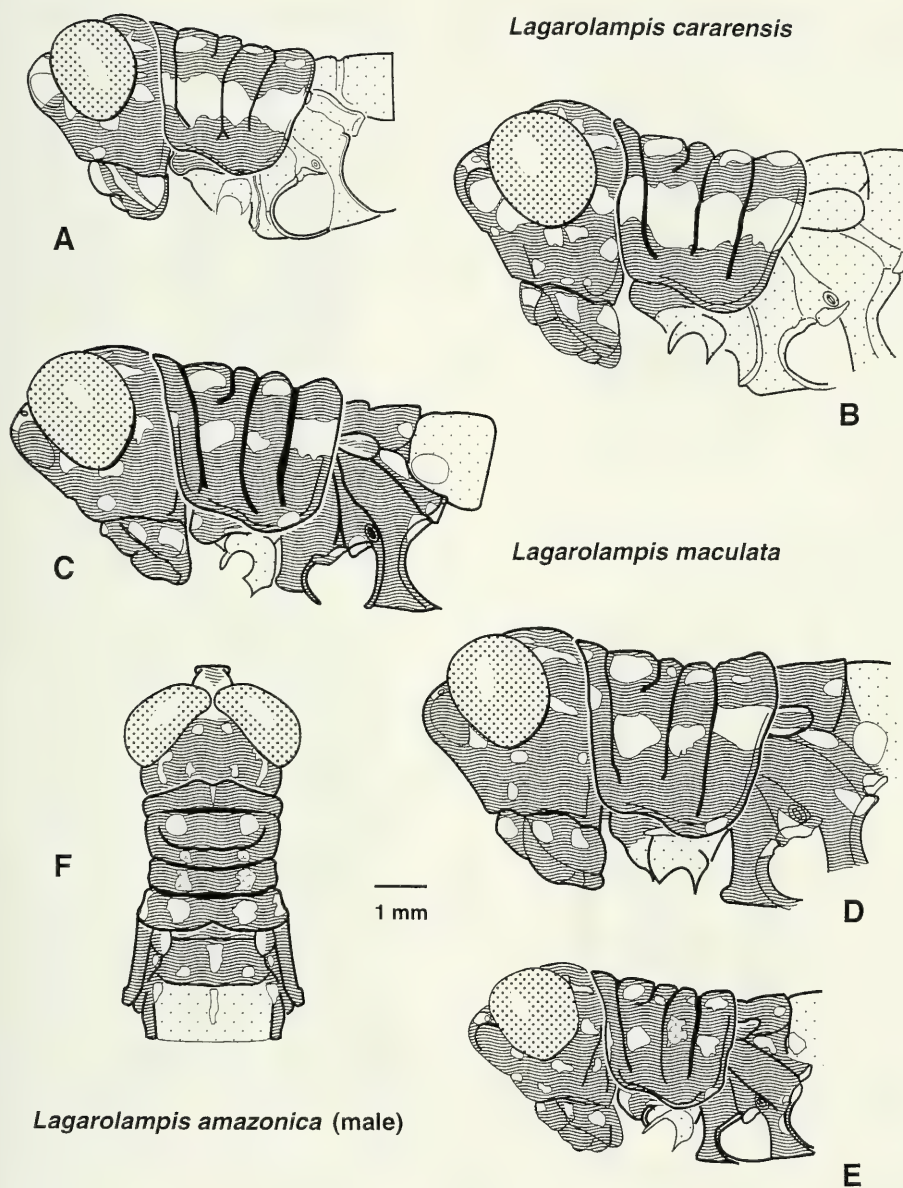 Lagarolampis cararensis
A
B
C
Lagarolampis maculata
F
1 mm
D
Lagarolampis amazonica (male)
E